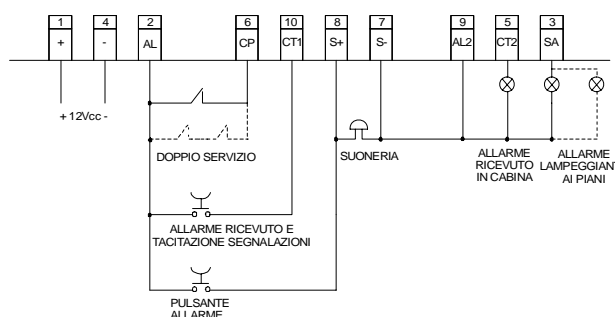 1 4 2 6 10 8 7 9 5 3
+ - AL CP CT1 S+ S- AL2 CT2 SA
+ 12Vcc -
DOPPIO SERVIZIO
SUONERIA
ALLARME
RICEVUTO
IN CABINA
ALLARME
LAMPEGGIANT
AI PIANI
ALLARME RICEVUTO E
TACITAZIONE SEGNALAZIONI
PULSANTE
ALLARME